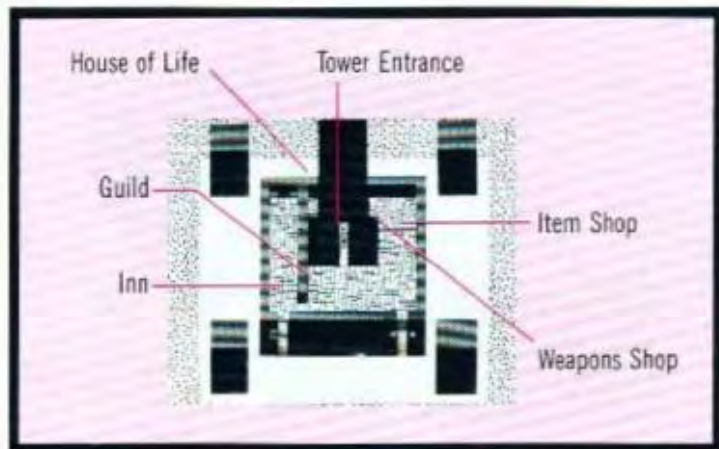 House of Life
Tower Entrance
Guild
Item Shop
Inn
Weapons Shop